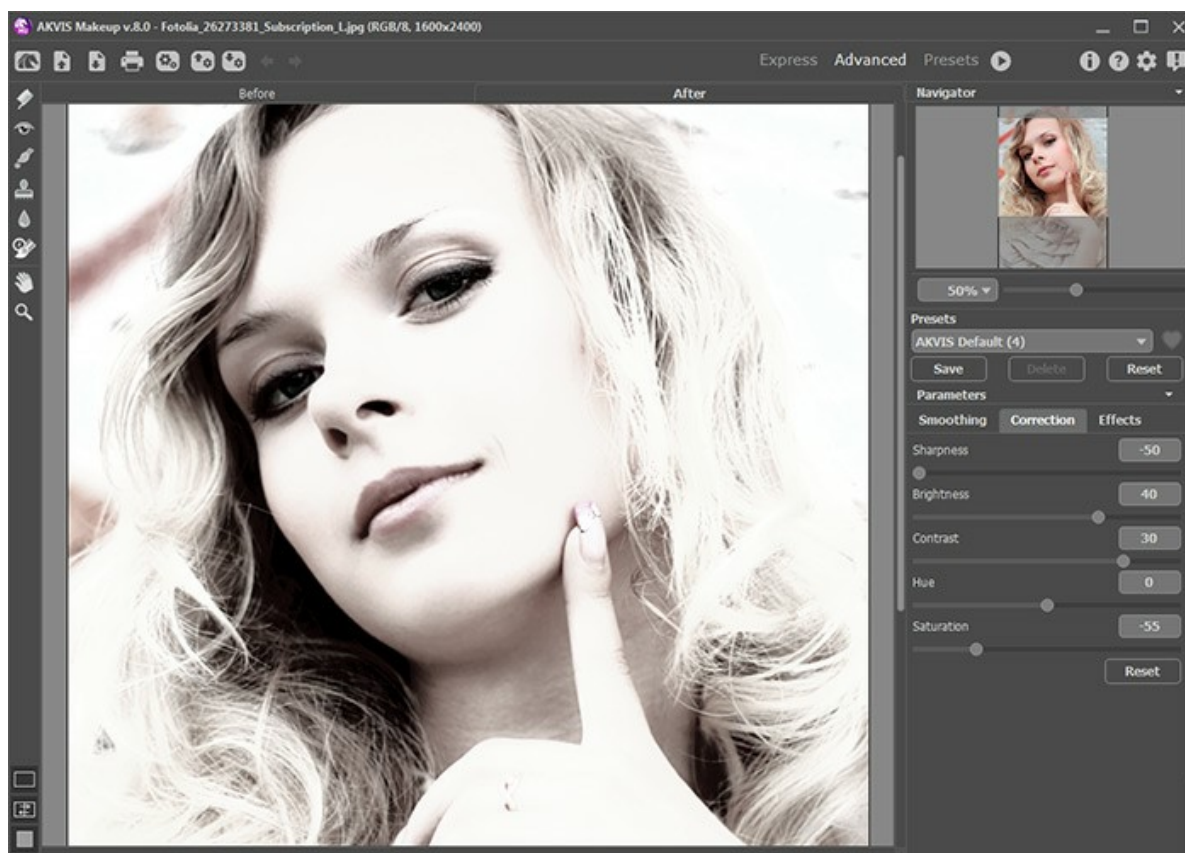 AKVIS Makeup v.8.0 - Fotolia_26273381_Subscription_L.jpg (RGB/8, 1600x2400)
Express Advanced Presets
Before After Navigator
50%
Presets
AKVIS Default (4)
Save Delete Reset
Parameters
Smoothing Correction Effects
Sharpness -50
Brightness 40
Contrast 30
Hue 0
Saturation -55
Reset